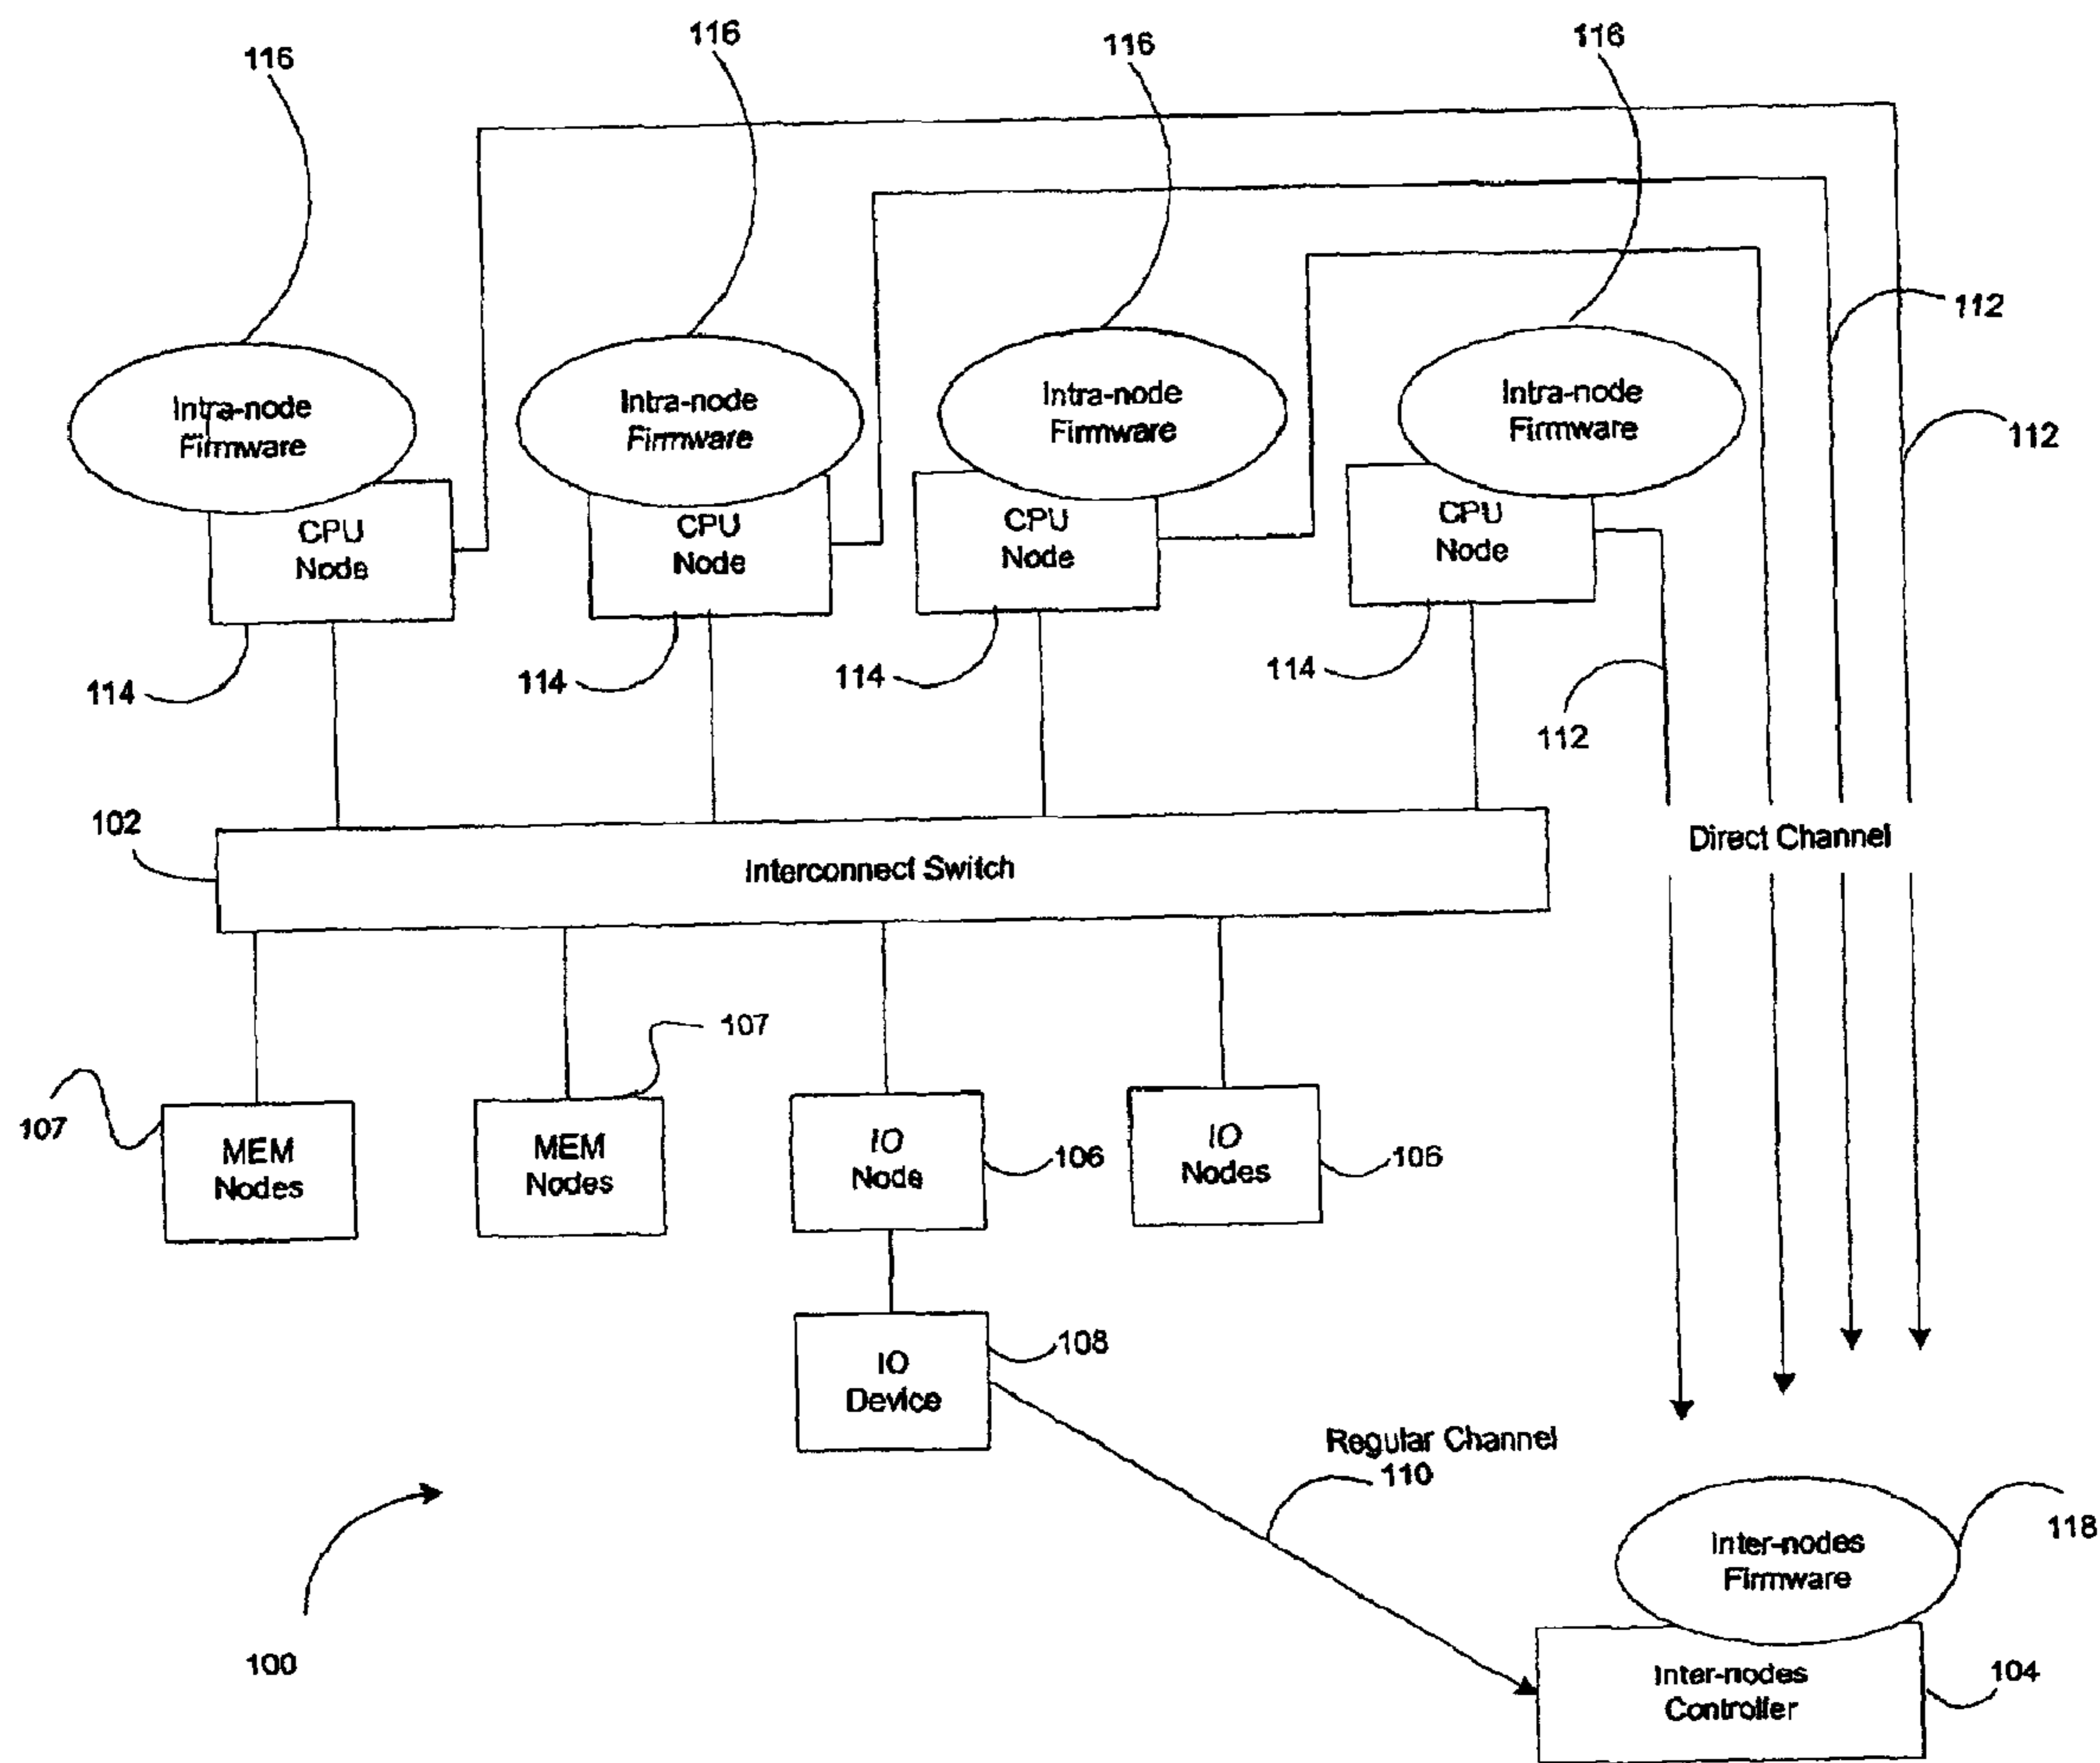 116
116
116
116
112
112
Intra-node
Firmware
Intra-node
Firmware
Intra-node
Firmware
Intra-node
Firmware
CPU
Node
CPU
Node
CPU
Node
CPU
Node
114
114
114
114
112
102
Interconnect Switch
Direct Channel
107
107
MEM
Nodes
MEM
Nodes
IO
Node
106
IO
Nodes
106
IO
Device
108
Regular Channel
110
100
Inter-nodes
Firmware
118
Inter-nodes
Controller
104